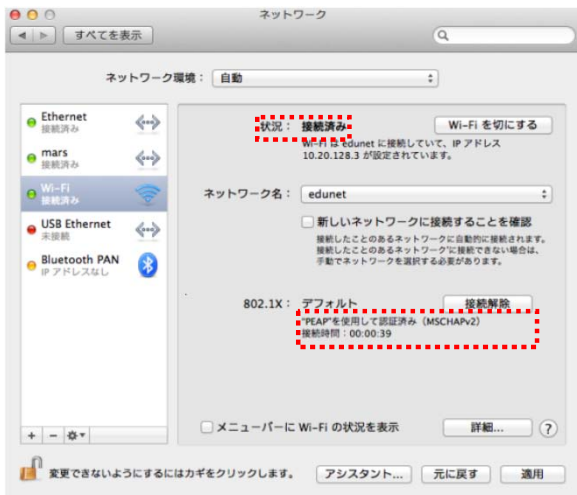 ネットワーク
すべてを表示
ネットワーク環境： 自動
Ethernet
接続済み
mars
接続済み
Wi-Fi
接続済み
USB Ethernet
未接続
Bluetooth PAN
IP アドレスなし
状況： 接続済み
Wi-Fi を切にする
Wi-Fi は edunet に接続していて、IP アドレス
10.20.128.3 が設定されています。
ネットワーク名： edunet
新しいネットワークに接続することを確認
接続したことのあるネットワークに自動的に接続されます。
接続したことのあるネットワークに接続できない場合は、
手動でネットワークを選択する必要があります。
802.1X： デフォルト
接続解除
"PEAP"を使用して認証済み（MSCHAPv2）
接続時間：00:00:39
メニューバーに Wi-Fi の状況を表示
詳細...
?
変更できないようにするにはカギをクリックします。
アシスタント...
元に戻す
適用